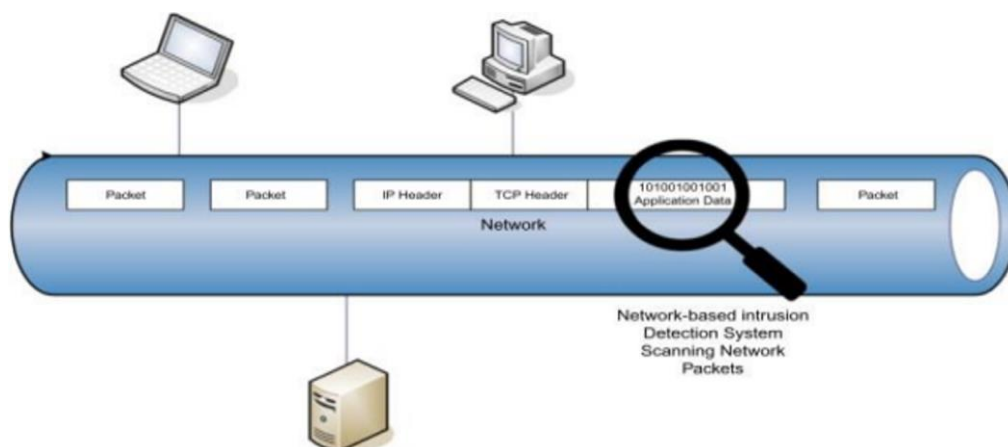 Packet
Packet
IP Header
TCP Header
101001001001
Application Data
Packet
Network
Network-based intrusion
Detection System
Scanning Network
Packets